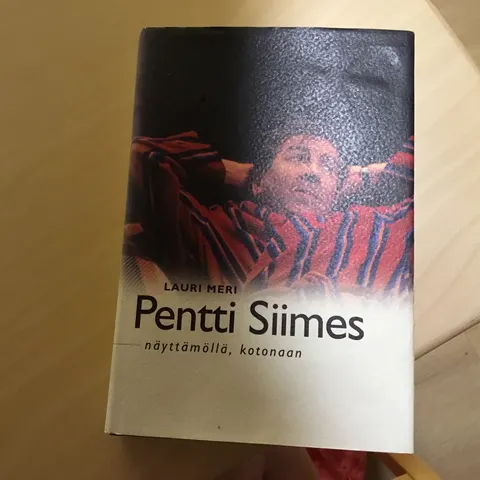 LAURI MERI
Pentti Siimes
näyttämöllä, kotonaan